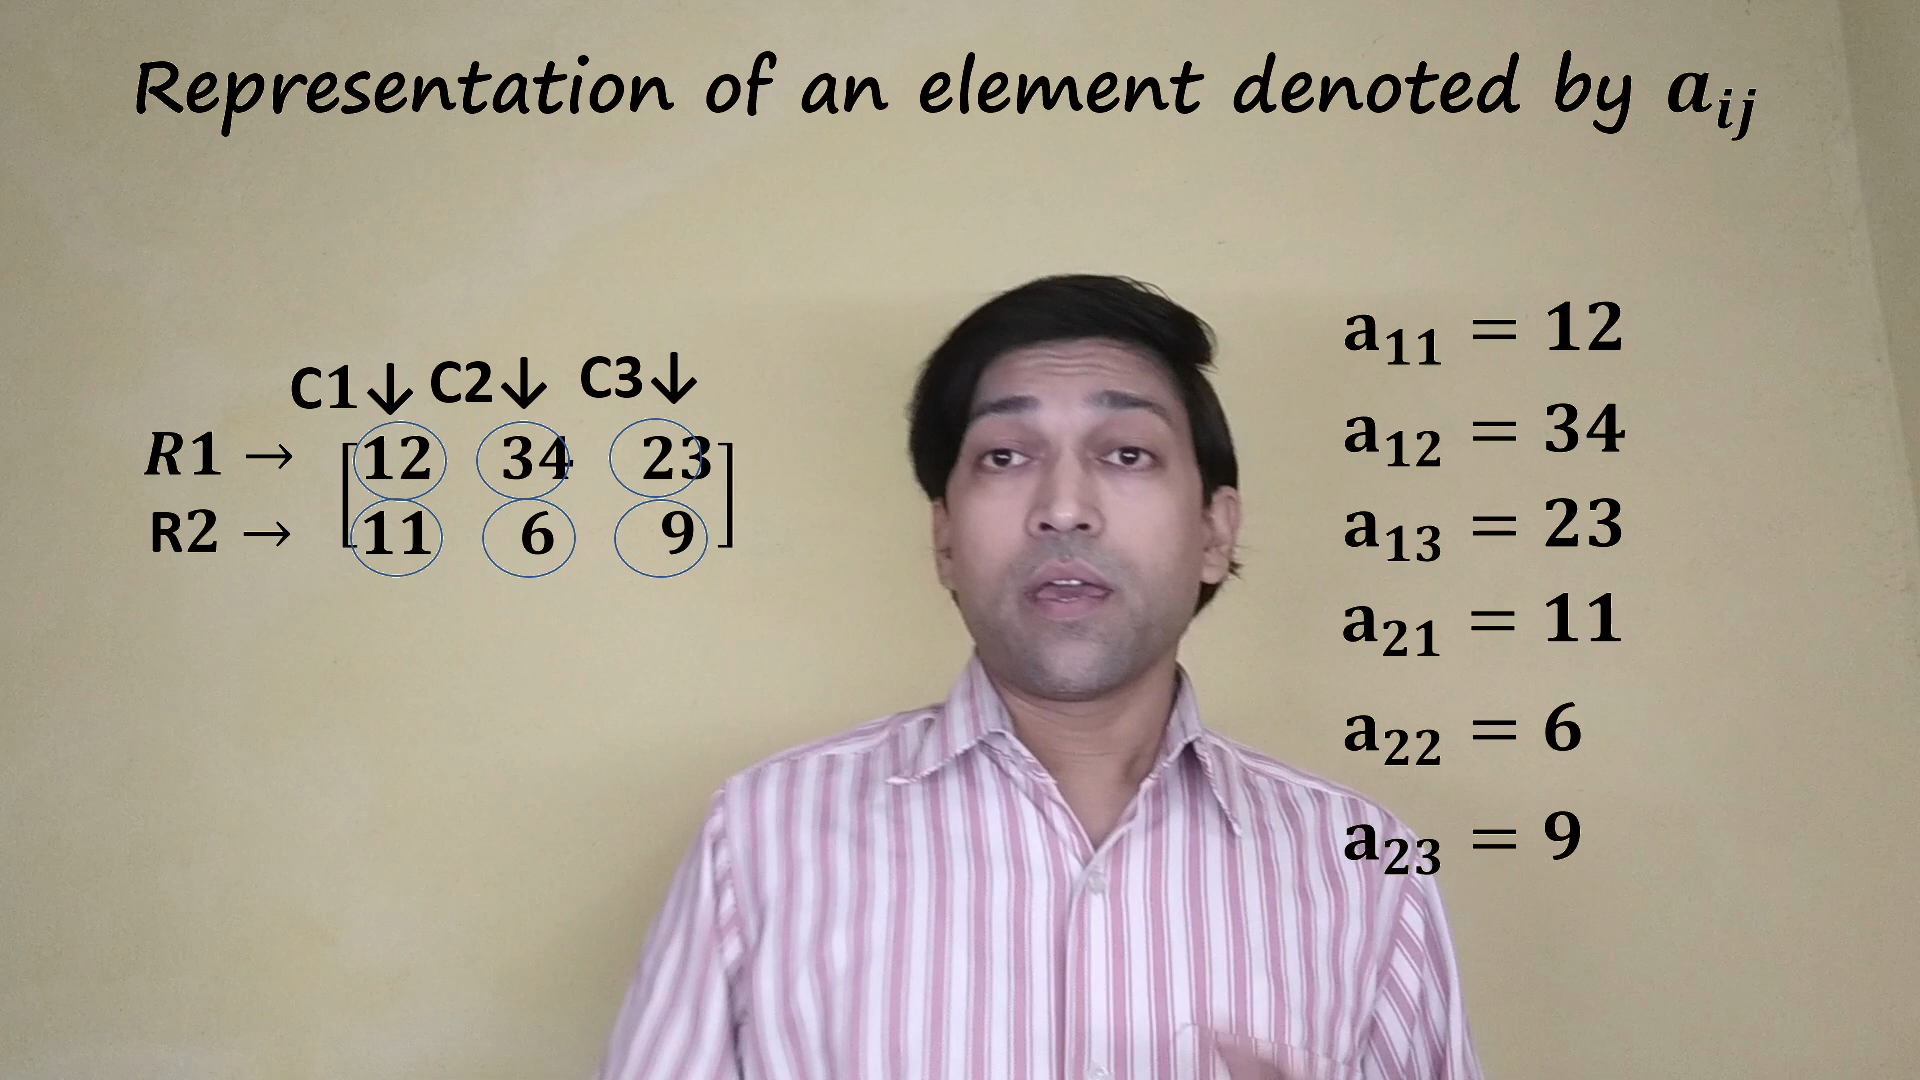 Representation of an element denoted by a_ij
C1↓ C2↓ C3↓
R1 → [12 34 23]
R2 → [11 6 9]
a₁₁ = 12
a₁₂ = 34
a₁₃ = 23
a₂₁ = 11
a₂₂ = 6
a₂₃ = 9